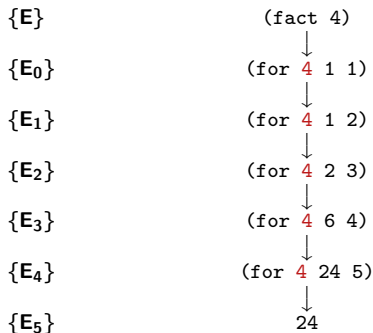 {E} (fact 4)
{E₀} (for 4 1 1)
{E₁} (for 4 1 2)
{E₂} (for 4 2 3)
{E₃} (for 4 6 4)
{E₄} (for 4 24 5)
{E₅} 24